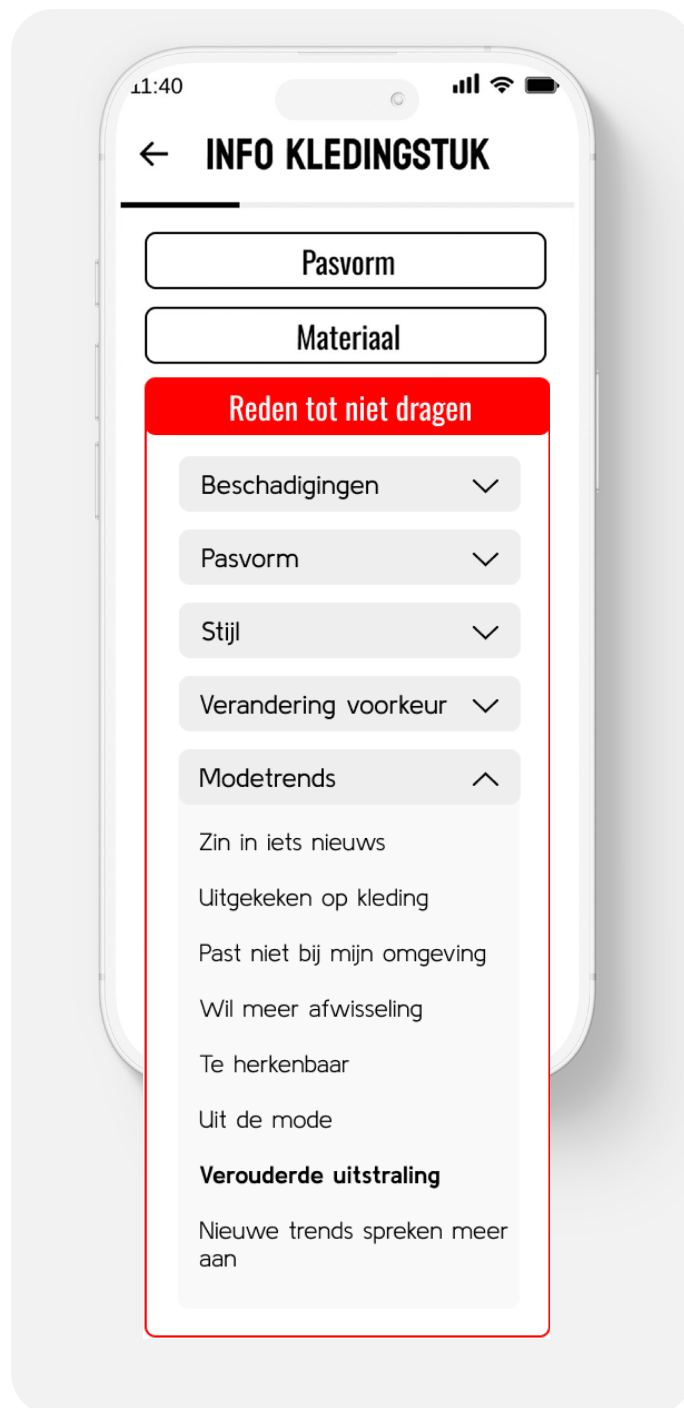 11:40
INFO KLEDINGSTUK
Pasvorm
Materiaal
Reden tot niet dragen
Beschadigingen
Pasvorm
Stijl
Verandering voorkeur
Modetrends
Zin in iets nieuws
Uitgekeken op kleding
Past niet bij mijn omgeving
Wil meer afwisseling
Te herkenbaar
Uit de mode
Verouderde uitstraling
Nieuwe trends spreken meer
aan